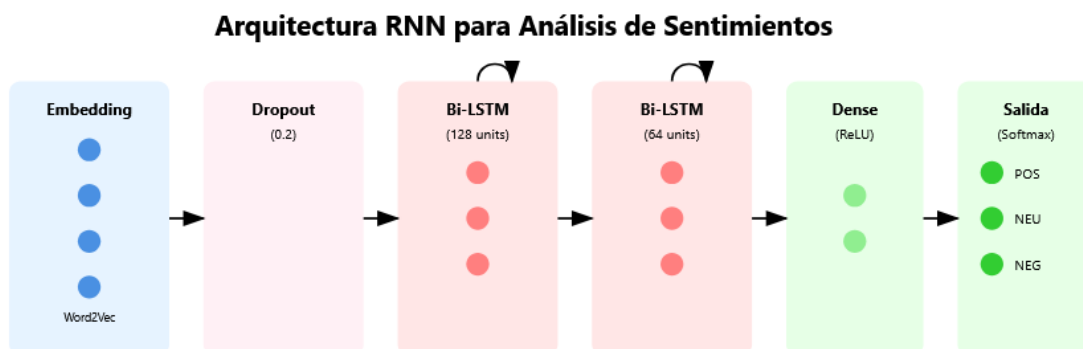 Arquitectura RNN para Análisis de Sentimientos
Embedding
Word2Vec
Dropout
(0.2)
Bi-LSTM
(128 units)
Bi-LSTM
(64 units)
Dense
(ReLU)
Salida
(Softmax)
POS
NEU
NEG